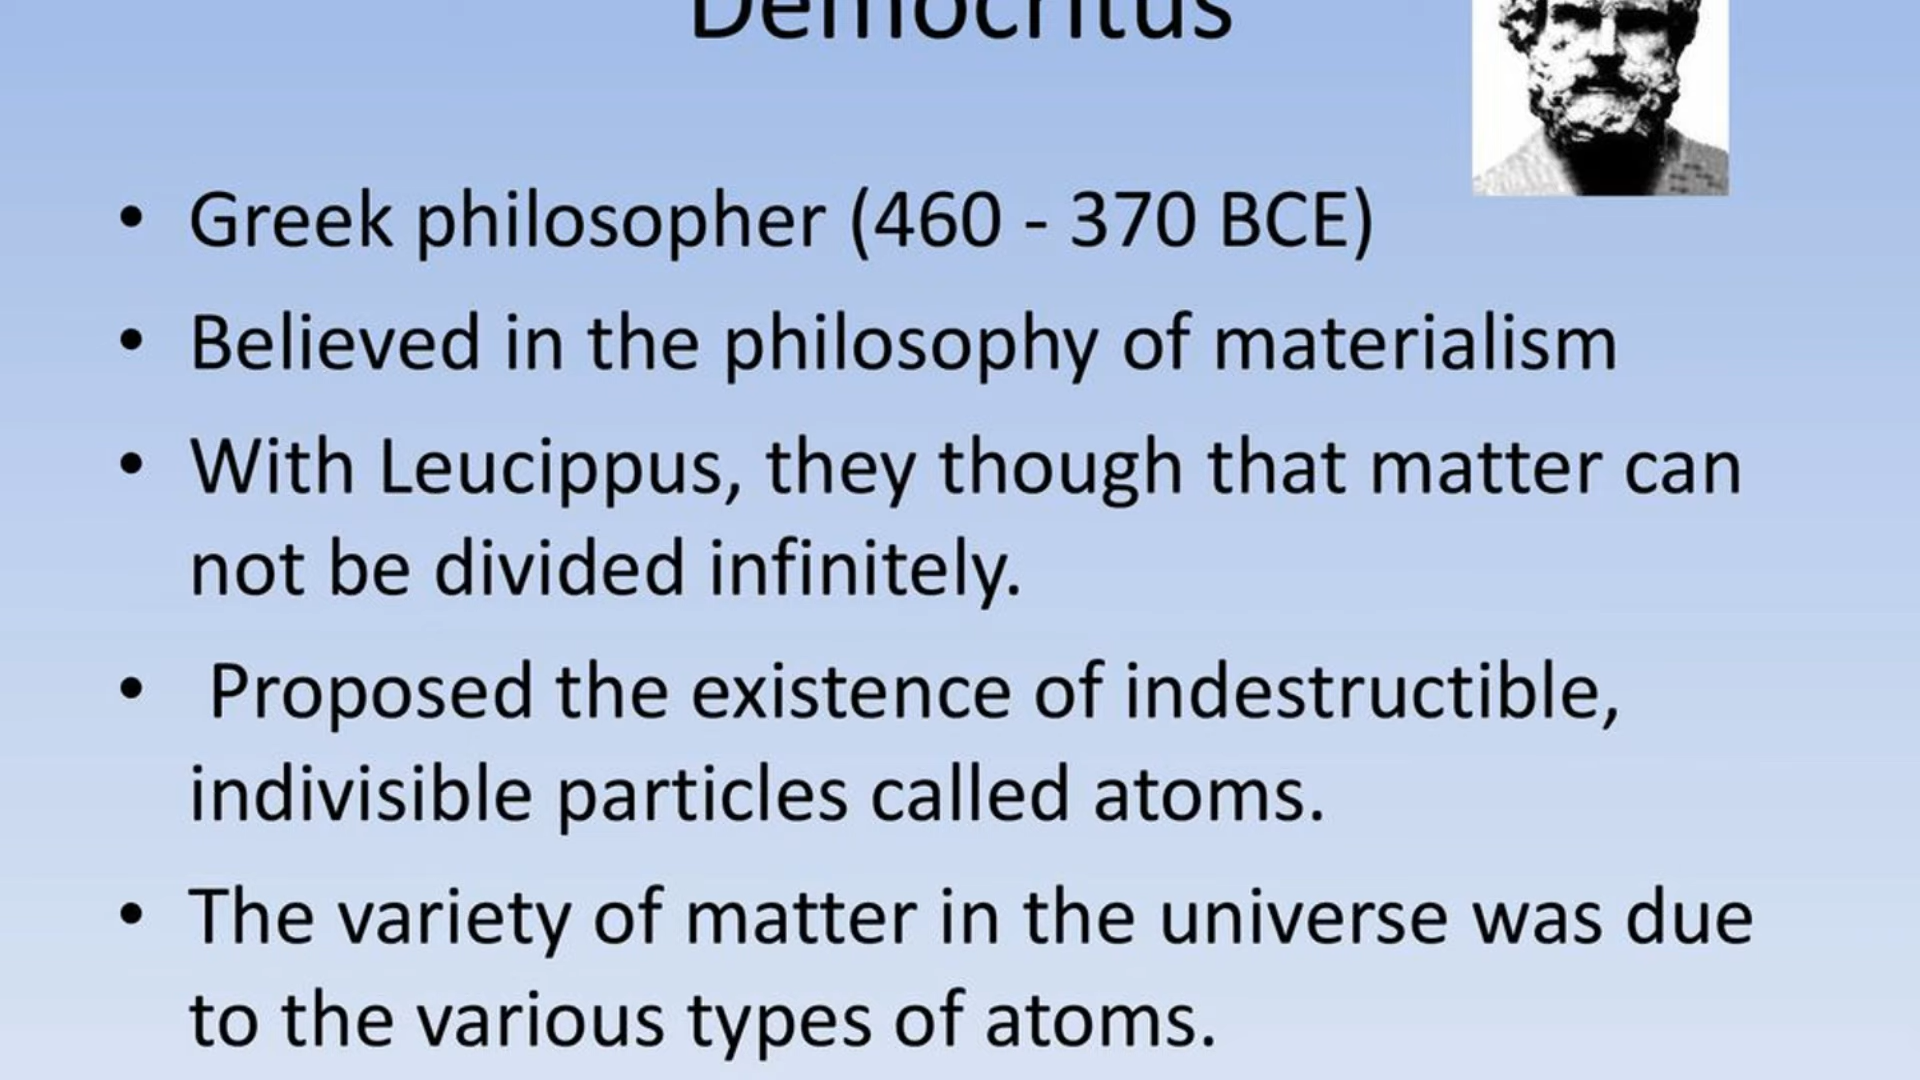 Democritus
• Greek philosopher (460 - 370 BCE)
• Believed in the philosophy of materialism
• With Leucippus, they though that matter can
not be divided infinitely.
• Proposed the existence of indestructible,
indivisible particles called atoms.
• The variety of matter in the universe was due
to the various types of atoms.